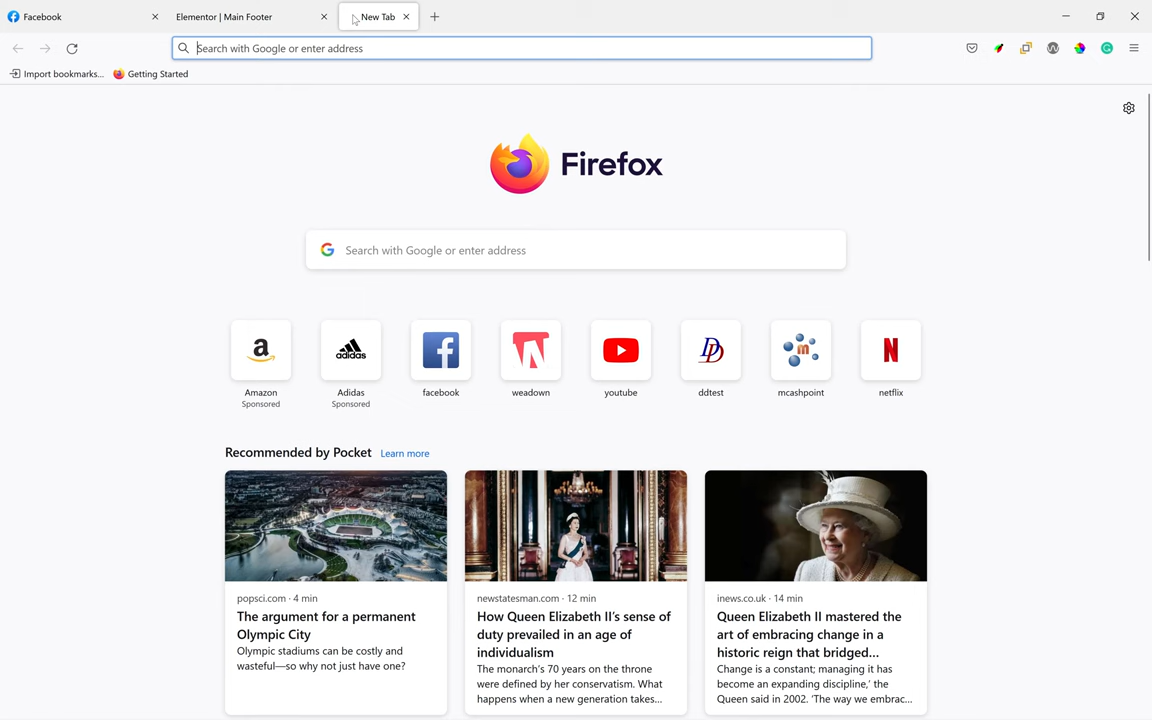 Facebook
Elementor | Main Footer
New Tab
Search with Google or enter address
Import bookmarks...
Getting Started
Firefox
Search with Google or enter address
a
adidas
DD
m
N
Amazon
Sponsored
Adidas
Sponsored
facebook
weadown
youtube
ddtest
mcashpoint
netflix
Recommended by Pocket Learn more
popsci.com · 4 min
The argument for a permanent
Olympic City
Olympic stadiums can be costly and
wasteful—so why not just have one?
newstatesman.com · 12 min
How Queen Elizabeth II's sense of
duty prevailed in an age of
individualism
The monarch's 70 years on the throne
were defined by her conservatism. What
happens when a new generation takes...
inews.co.uk · 14 min
Queen Elizabeth II mastered the
art of embracing change in a
historic reign that bridged...
Change is a constant; managing it has
become an expanding discipline,' the
Queen said in 2002. 'The way we embrac...